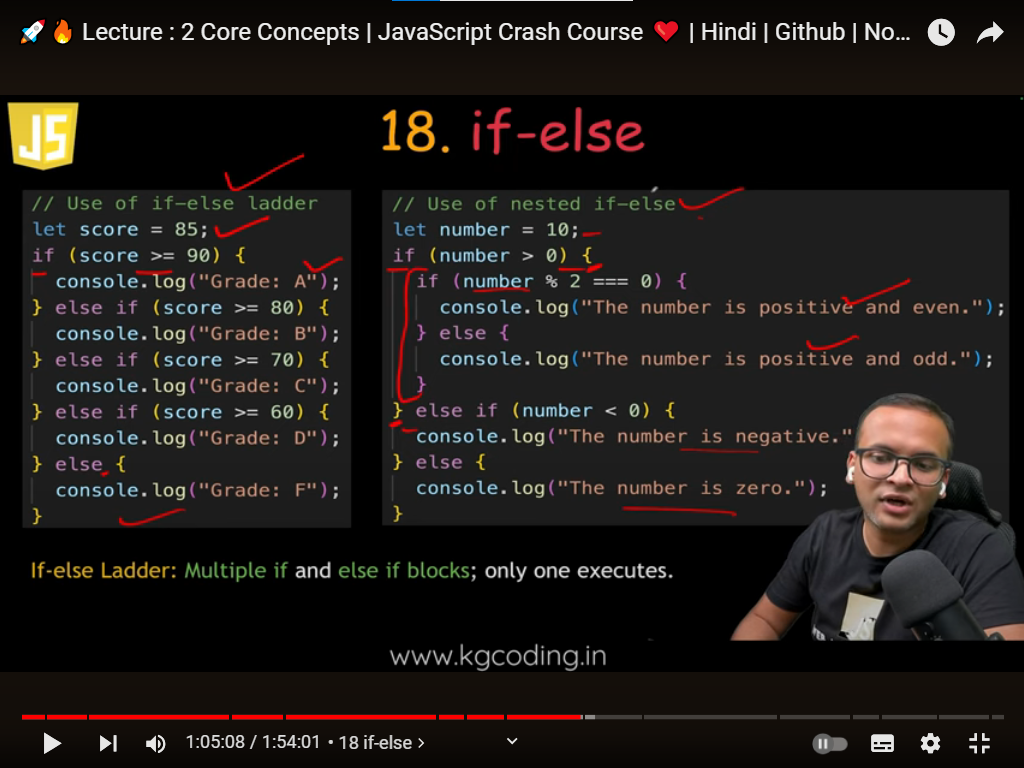 🚀🔥 Lecture : 2 Core Concepts | JavaScript Crash Course ❤️ | Hindi | Github | No...
JS
18. if-else
// Use of if-else ladder
let score = 85;
if (score >= 90) {
console.log("Grade: A");
} else if (score >= 80) {
console.log("Grade: B");
} else if (score >= 70) {
console.log("Grade: C");
} else if (score >= 60) {
console.log("Grade: D");
} else {
console.log("Grade: F");
}
// Use of nested if-else
let number = 10;
if (number > 0) {
if (number % 2 === 0) {
console.log("The number is positive and even.");
} else {
console.log("The number is positive and odd.");
}
} else if (number < 0) {
console.log("The number is negative."
} else {
console.log("The number is zero.");
}
If-else Ladder: Multiple if and else if blocks; only one executes.
www.kgcoding.in
1:05:08 / 1:54:01 • 18 if-else >